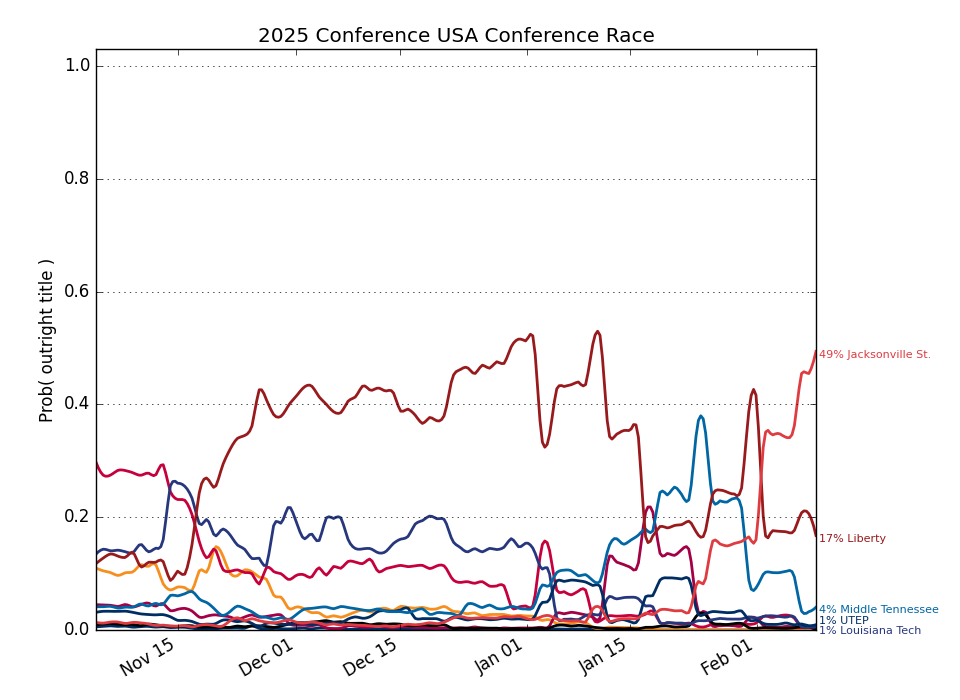 2025 Conference USA Conference Race
Prob( outright title )
1.0
0.8
0.6
0.4
0.2
0.0
Nov 15
Dec 01
Dec 15
Jan 01
Jan 15
Feb 01
49% Jacksonville St.
17% Liberty
4% Middle Tennessee
1% UTEP
1% Louisiana Tech